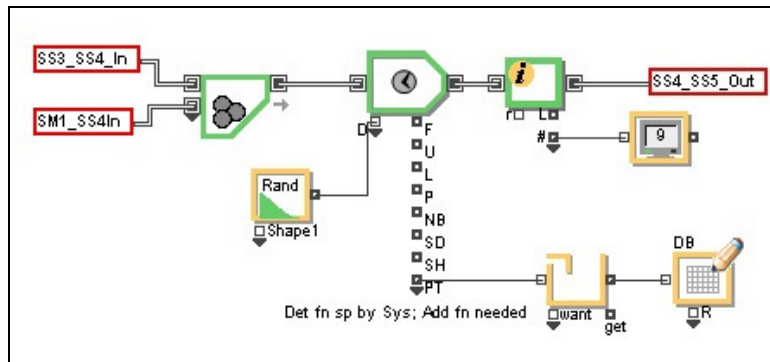 SS3_SS4_In
SM1_SS4In
SS4_SS5_Out
r
L
#
9
D
F
U
L
P
NB
SD
SH
PT
Rand
Shape1
DB
want
get
R
Det fn sp by Sys; Add fn needed